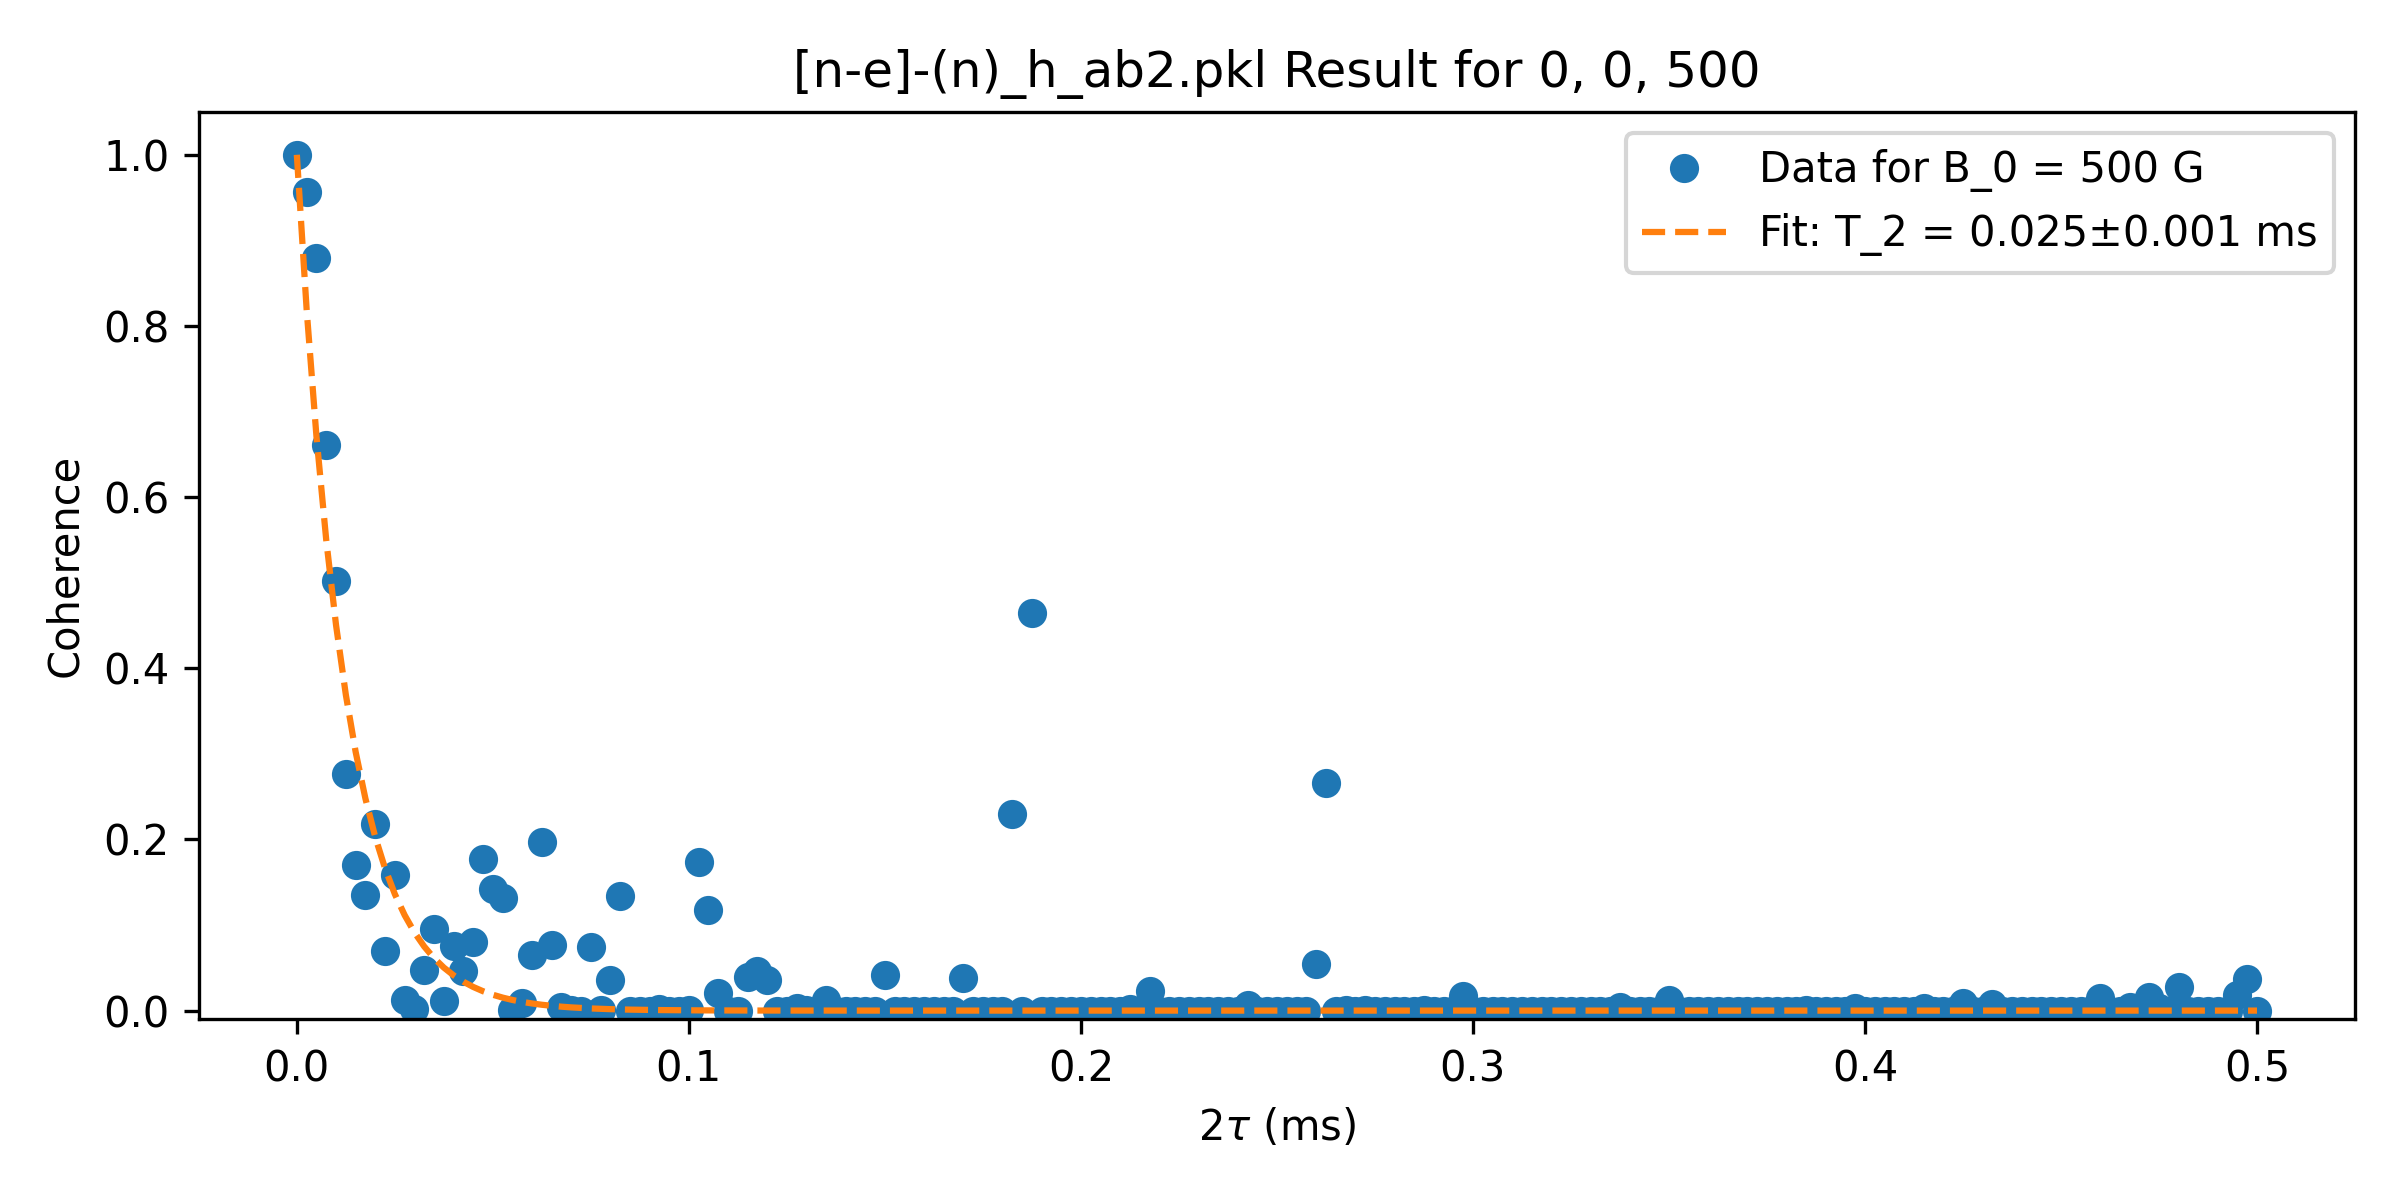 [n-e]-(n)_h_ab2.pkl Result for 0, 0, 500
Data for B_0 = 500 G
Fit: T_2 = 0.025±0.001 ms
Coherence
1.0
0.8
0.6
0.4
0.2
0.0
0.0 0.1 0.2 0.3 0.4 0.5
2τ (ms)